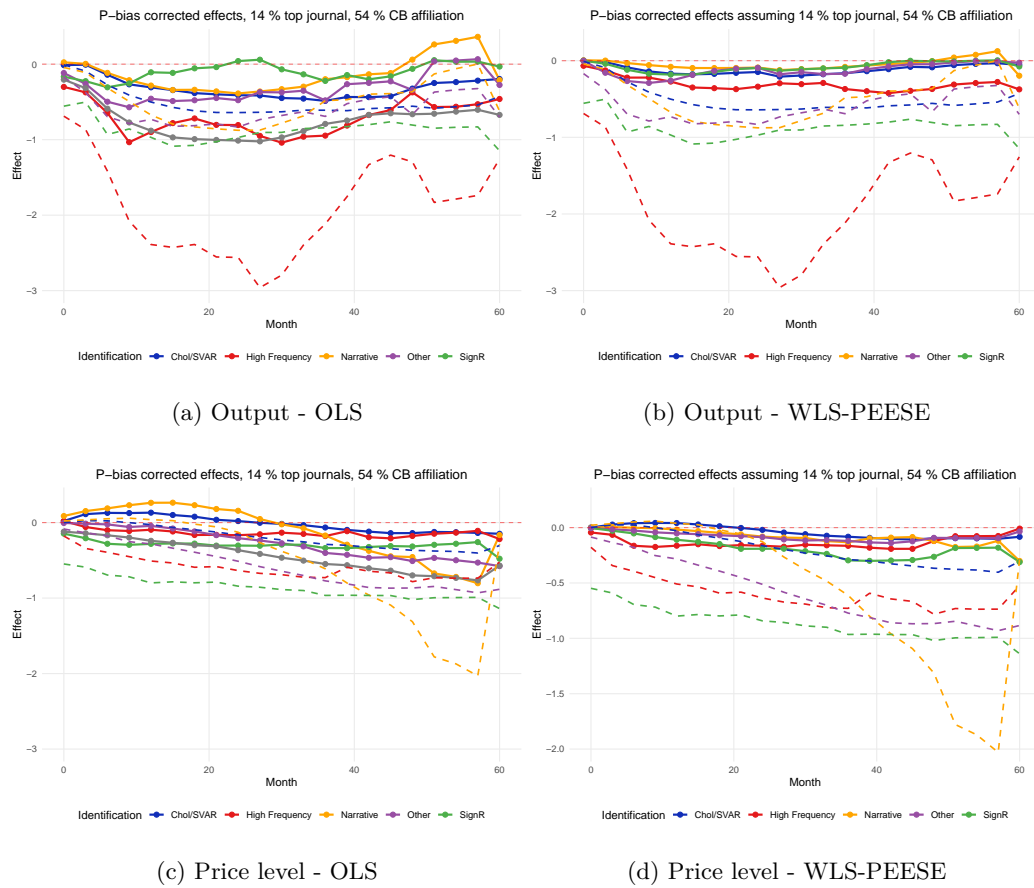 P−bias corrected effects, 14 % top journal, 54 % CB affiliation
0
−1
−2
−3
Effect
0
20
40
60
Month
Identification Chol/SVAR High Frequency Narrative Other SignR
(a) Output - OLS
P−bias corrected effects assuming 14 % top journal, 54 % CB affiliation
0
−1
−2
−3
Effect
0
20
40
60
Month
Identification Chol/SVAR High Frequency Narrative Other SignR
(b) Output - WLS-PEESE
P−bias corrected effects, 14 % top journals, 54 % CB affiliation
0
−1
−2
−3
Effect
0
20
40
60
Month
Identification Chol/SVAR High Frequency Narrative Other SignR
(c) Price level - OLS
P−bias corrected effects assuming 14 % top journal, 54 % CB affiliation
0.0
−0.5
−1.0
−1.5
−2.0
Effect
0
20
40
60
Month
Identification Chol/SVAR High Frequency Narrative Other SignR
(d) Price level - WLS-PEESE